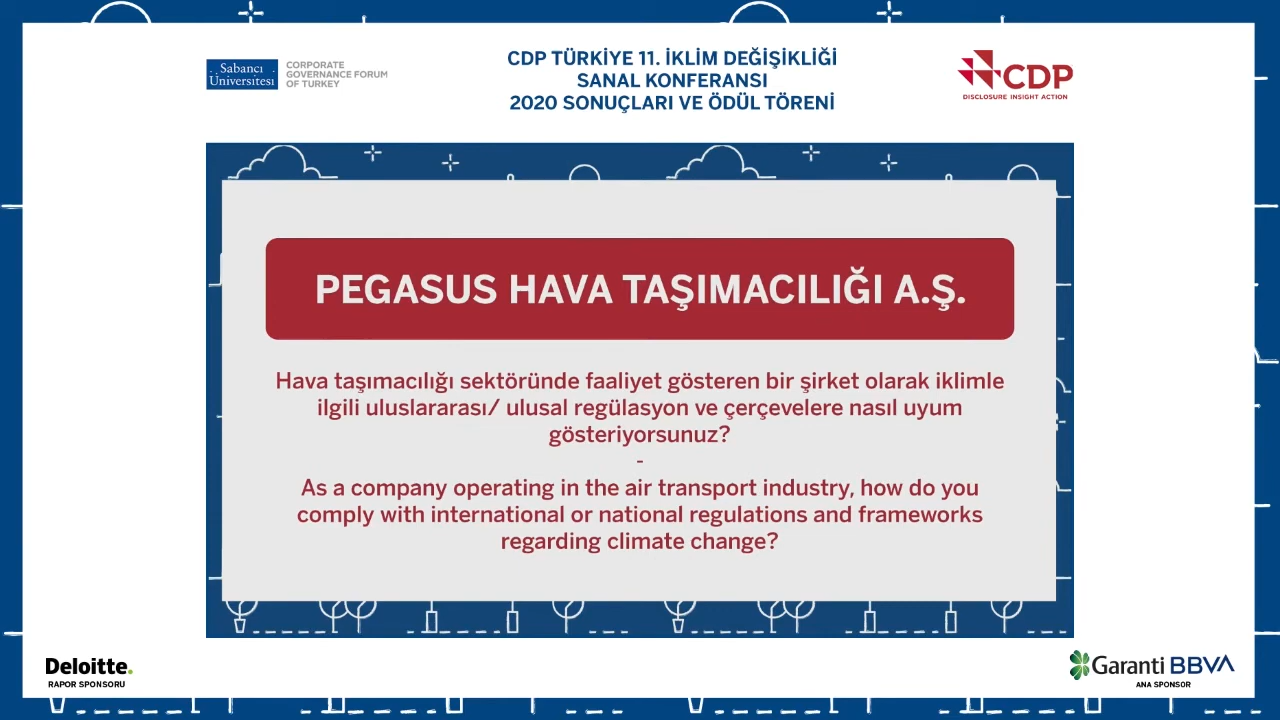 Sabancı
Üniversitesi
CORPORATE
GOVERNANCE FORUM
OF TURKEY
CDP TÜRKİYE 11. İKLİM DEĞİŞİKLİĞİ
SANAL KONFERANSI
2020 SONUÇLARI VE ÖDÜL TÖRENİ
CDP
DISCLOSURE INSIGHT ACTION
PEGASUS HAVA TAŞIMACILIĞI A.Ş.
Hava taşımacılığı sektöründe faaliyet gösteren bir şirket olarak iklimle
ilgili uluslararası/ ulusal regülasyon ve çerçevelere nasıl uyum
gösteriyorsunuz?
-
As a company operating in the air transport industry, how do you
comply with international or national regulations and frameworks
regarding climate change?
Deloitte.
RAPOR SPONSORU
Garanti BBVA
ANA SPONSOR